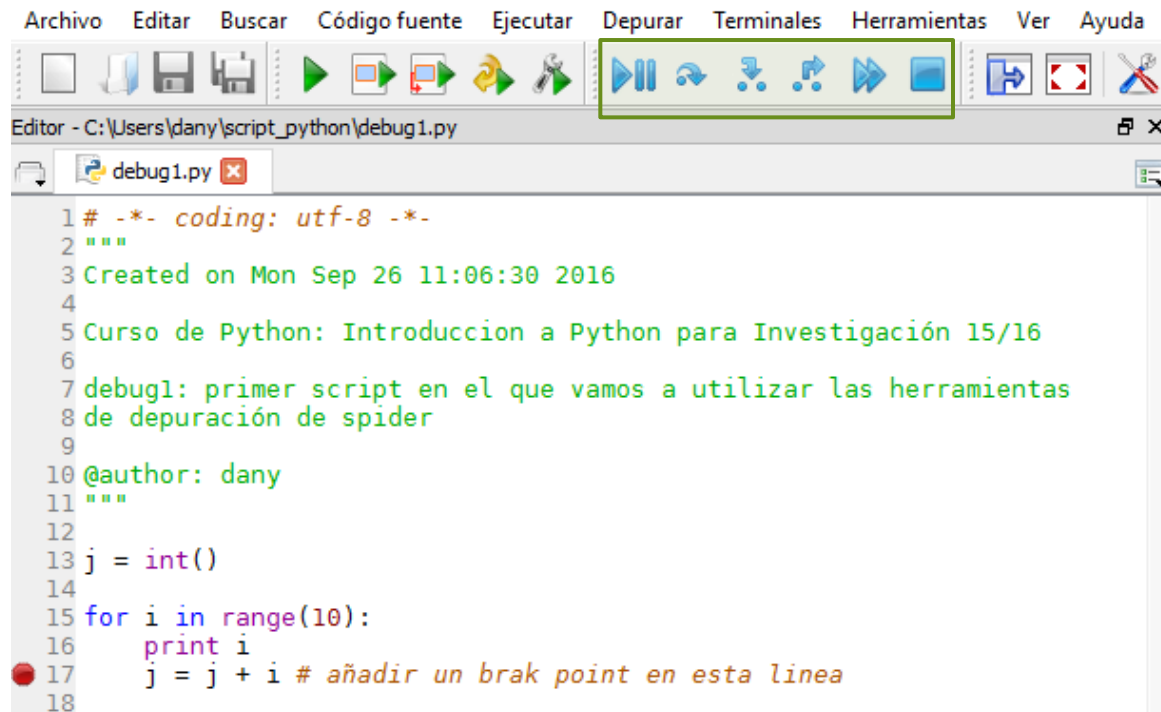 Archivo Editar Buscar Código fuente Ejecutar Depurar Terminales Herramientas Ver Ayuda
Editor - C:\Users\dany\script_python\debug1.py
debug1.py
1 # -*- coding: utf-8 -*-
2 """
3 Created on Mon Sep 26 11:06:30 2016
4
5 Curso de Python: Introduccion a Python para Investigación 15/16
6
7 debug1: primer script en el que vamos a utilizar las herramientas
8 de depuración de spider
9
10 @author: dany
11 """
12
13 j = int()
14
15 for i in range(10):
16     print i
17     j = j + i # añadir un brak point en esta linea
18